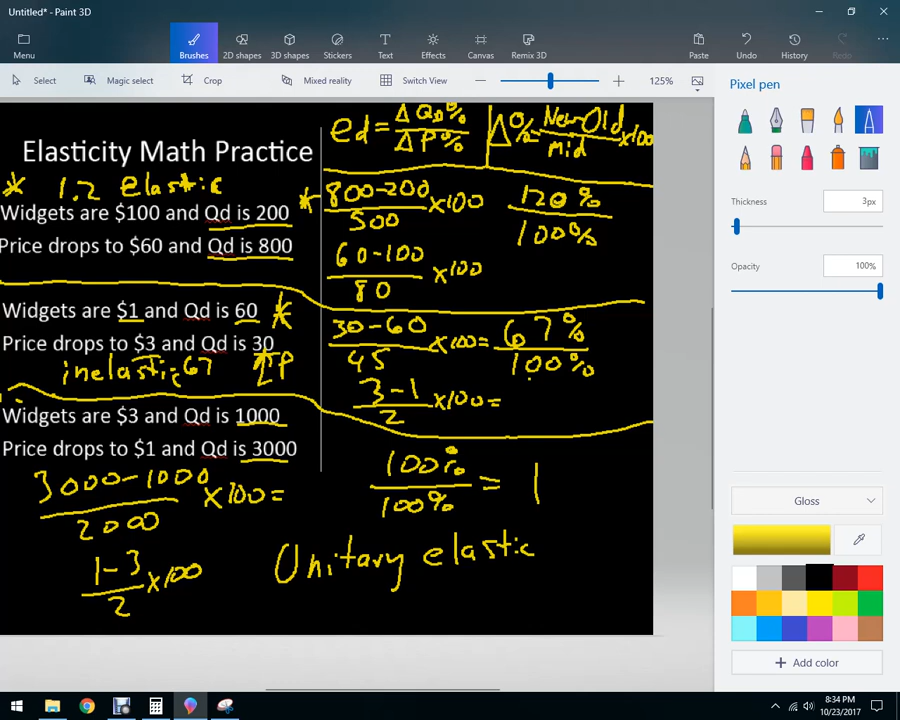 Untitled* - Paint 3D
Menu
Brushes
2D shapes
3D shapes
Stickers
Text
Effects
Canvas
Remix 3D
Paste
Undo
History
Redo
Select
Magic select
Crop
Mixed reality
Switch View
125%
Pixel pen
Thickness
3px
Opacity
100%
Gloss
Add color
Elasticity Math Practice
* 1.2 elastic
Widgets are $100 and Qd is 200 *
Price drops to $60 and Qd is 800
Widgets are $1 and Qd is 60 *
Price drops to $3 and Qd is 30
inelastic .67 ↑P
Widgets are $3 and Qd is 1000
Price drops to $1 and Qd is 3000
3000-1000
2000
x100=
1-3
2
x100
ed = ΔQD%
ΔP%
Δ% New-Old
mid
x100
800-200
500
x100
120%
100%
60-100
80
x100
30-60
45
x100=
67%
100%
3-1
2
x100=
100%
100%
= 1
Unitary elastic
8:34 PM
10/23/2017